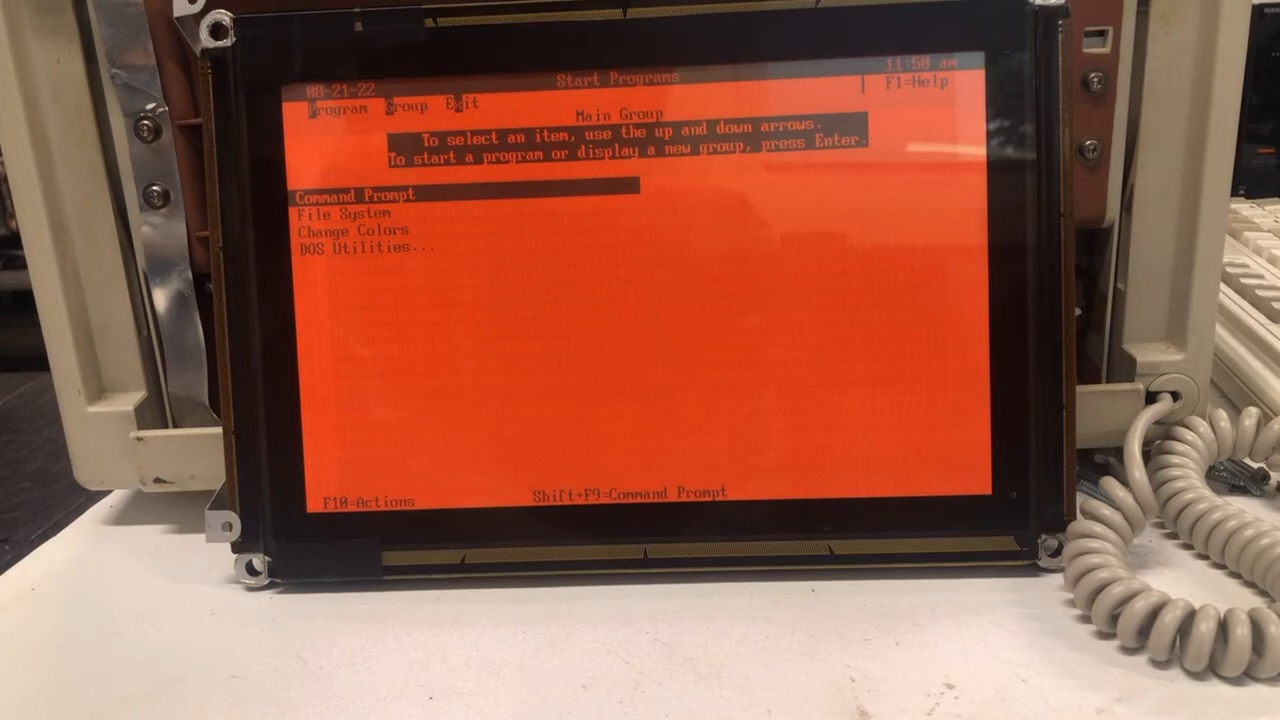 00-21-22 Start Programs 11:50 am
Program Group Exit F1=Help
Main Group
To select an item, use the up and down arrows.
To start a program or display a new group, press Enter.
Command Prompt
File System
Change Colors
DOS Utilities...
F10=Actions Shift+F9=Command Prompt